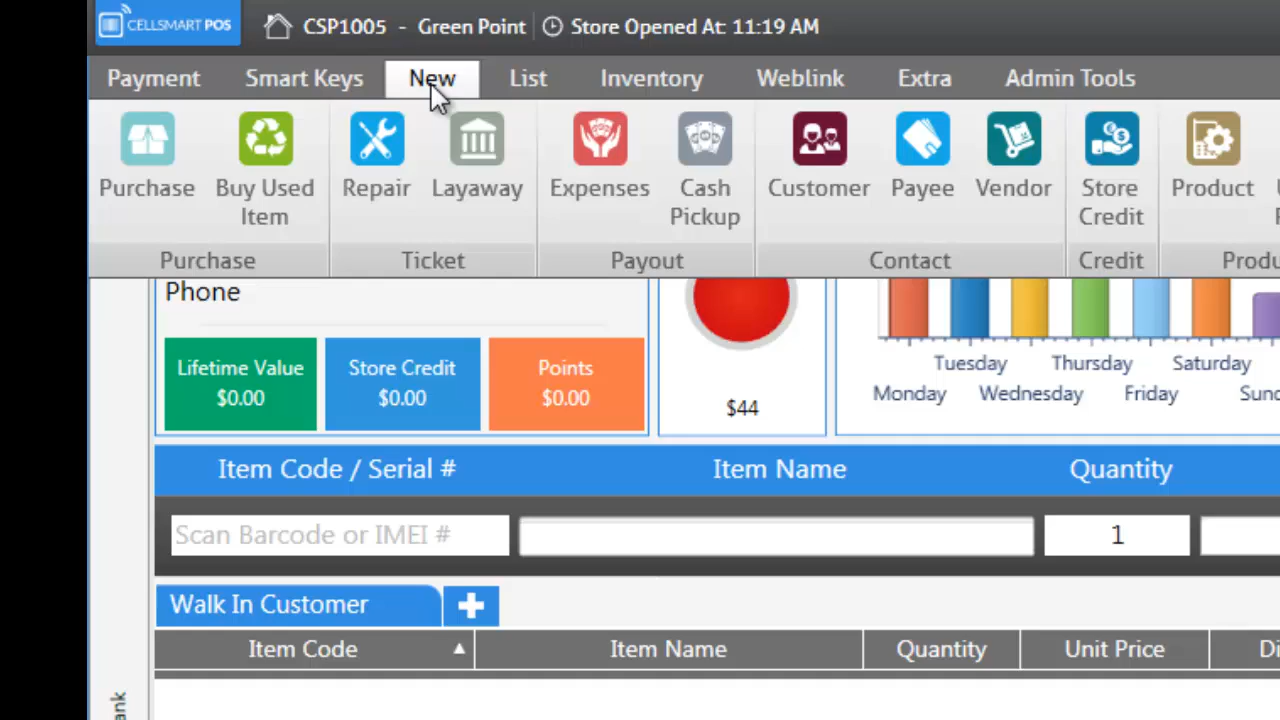 CELLSMART POS
CSP1005 - Green Point
Store Opened At: 11:19 AM
Payment
Smart Keys
New
List
Inventory
Weblink
Extra
Admin Tools
Purchase
Buy Used
Item
Repair
Layaway
Expenses
Cash
Pickup
Customer
Payee
Vendor
Store
Credit
Product
Purchase
Ticket
Payout
Contact
Credit
Phone
Lifetime Value
$0.00
Store Credit
$0.00
Points
$0.00
$44
Tuesday
Thursday
Saturday
Monday
Wednesday
Friday
Item Code / Serial #
Item Name
Quantity
Scan Barcode or IMEI #
1
Walk In Customer
Item Code
Item Name
Quantity
Unit Price